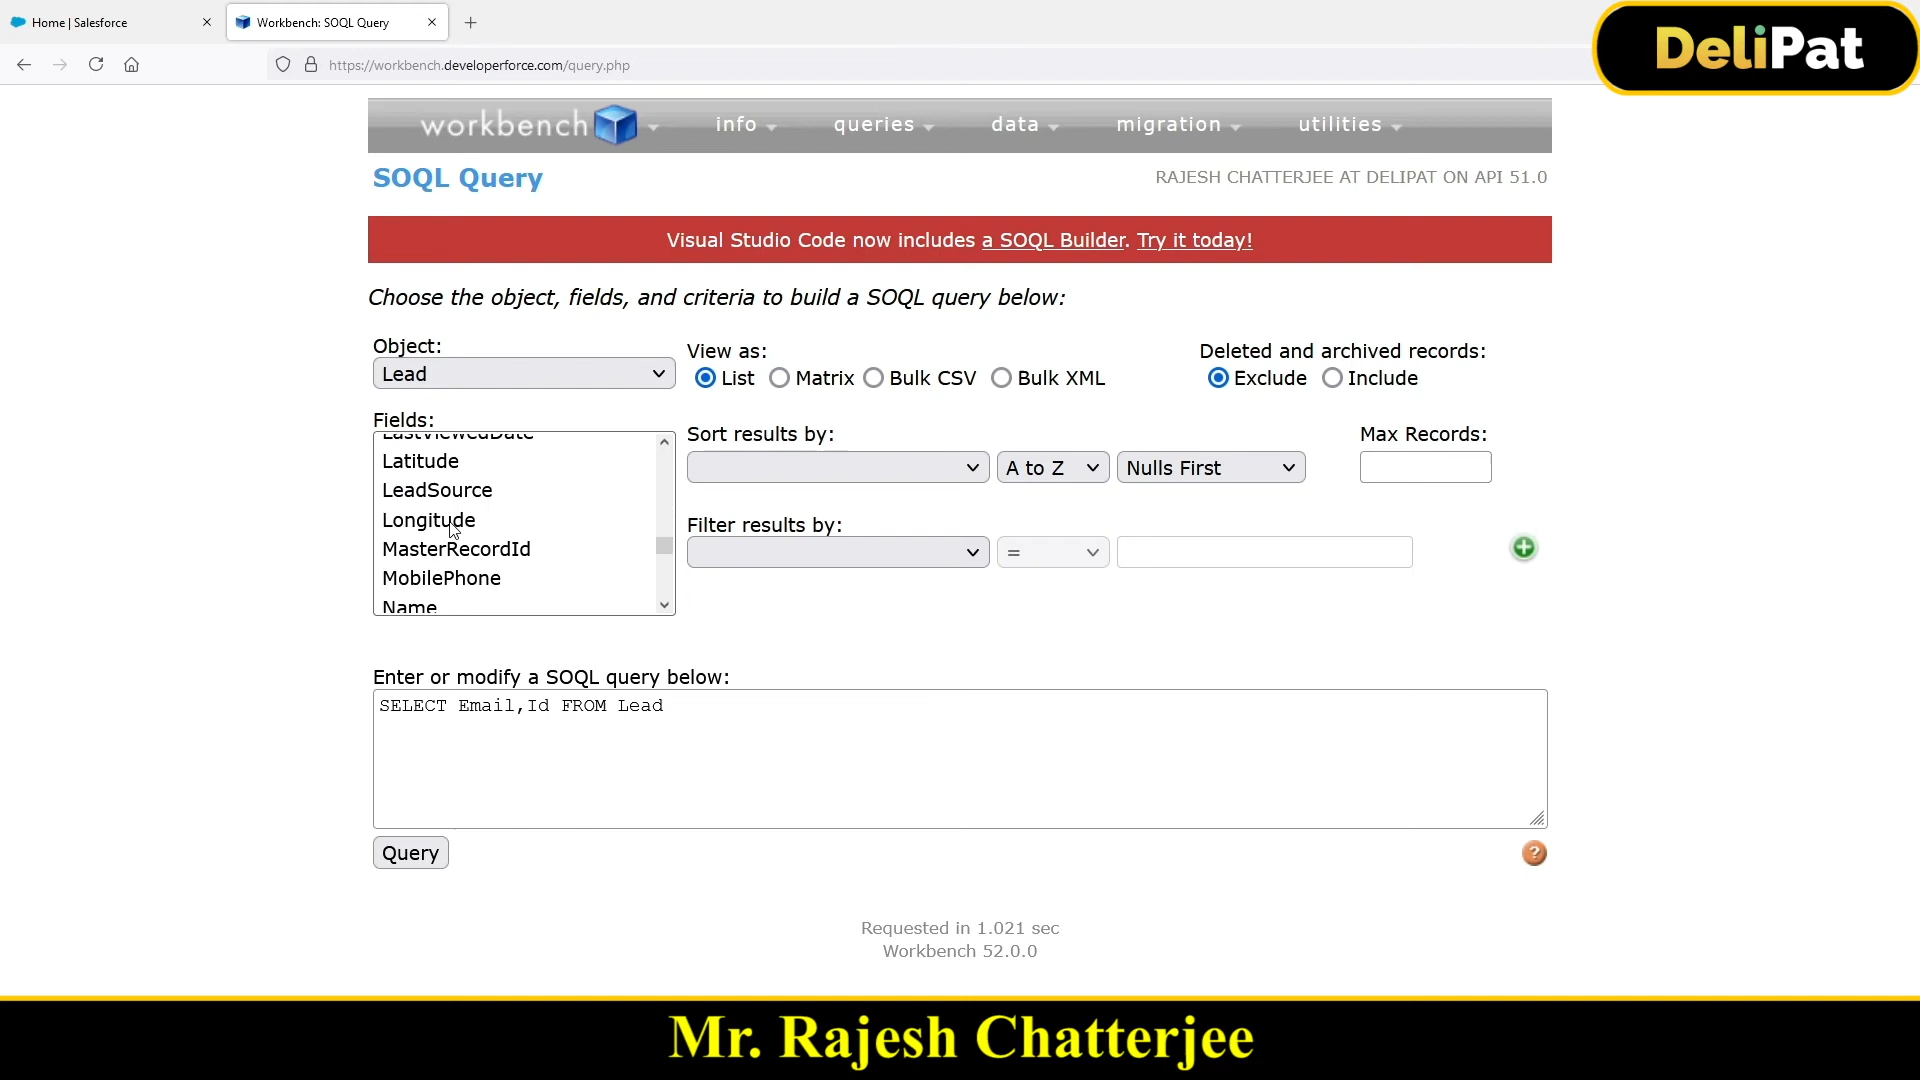 Home | Salesforce
Workbench: SOQL Query
https://workbench.developerforce.com/query.php
DeliPat
workbench
info
queries
data
migration
utilities
SOQL Query
RAJESH CHATTERJEE AT DELIPAT ON API 51.0
Visual Studio Code now includes a SOQL Builder. Try it today!
Choose the object, fields, and criteria to build a SOQL query below:
Object:
Lead
View as:
List
Matrix
Bulk CSV
Bulk XML
Deleted and archived records:
Exclude
Include
Fields:
LastViewedDate
Latitude
LeadSource
Longitude
MasterRecordId
MobilePhone
Name
Sort results by:
A to Z
Nulls First
Max Records:
Filter results by:
=
Enter or modify a SOQL query below:
SELECT Email,Id FROM Lead
Query
?
Requested in 1.021 sec
Workbench 52.0.0
Mr. Rajesh Chatterjee